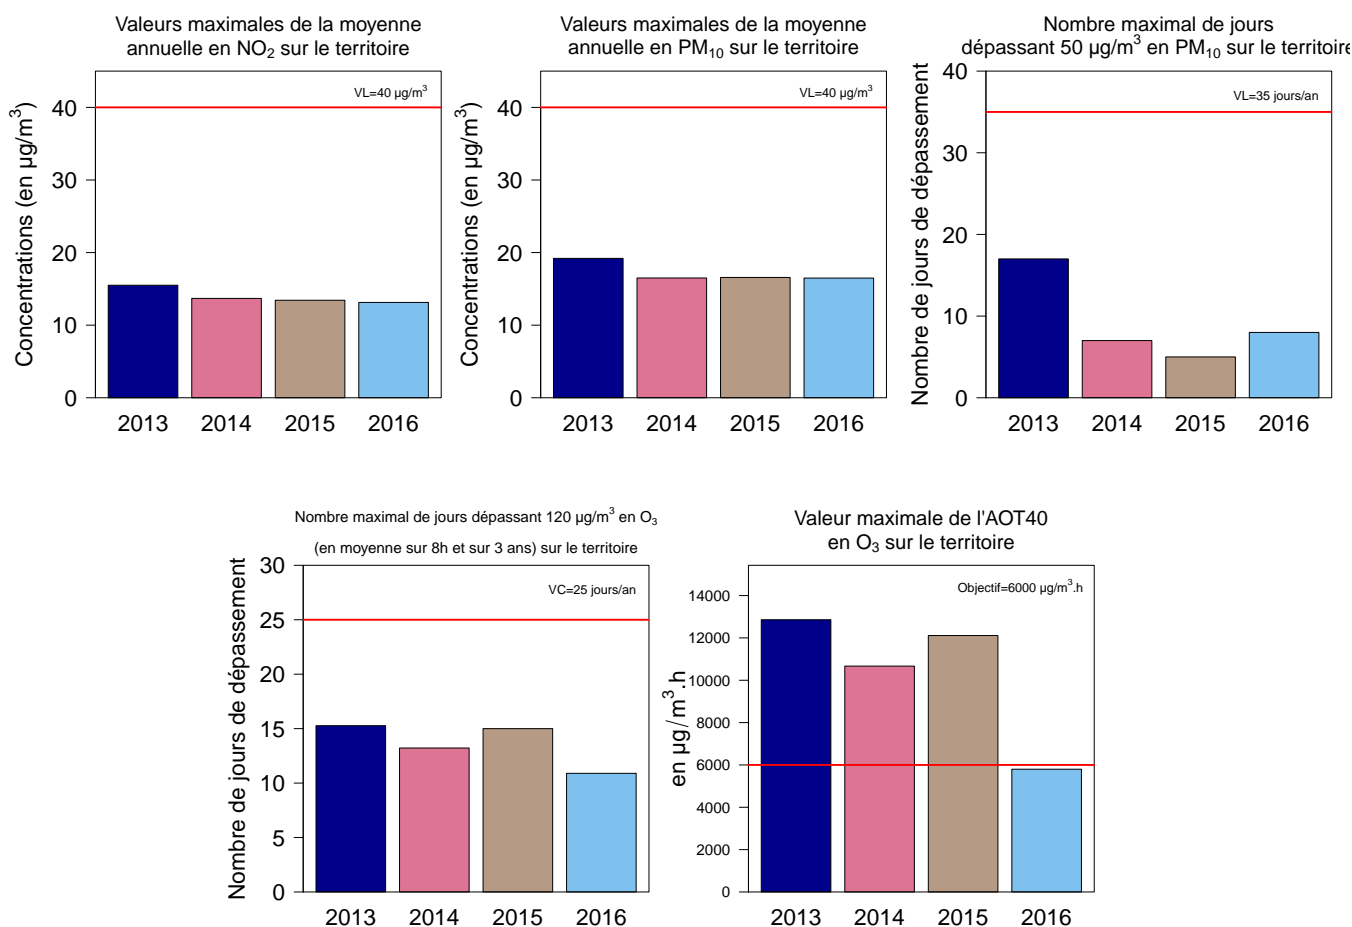 Valeurs maximales de la moyenne
annuelle en NO₂ sur le territoire
Concentrations (en µg/m³)
40
30
20
10
0
VL=40 µg/m³
2013 2014 2015 2016
Valeurs maximales de la moyenne
annuelle en PM₁₀ sur le territoire
Concentrations (en µg/m³)
40
30
20
10
0
VL=40 µg/m³
2013 2014 2015 2016
Nombre maximal de jours
dépassant 50 µg/m³ en PM₁₀ sur le territoire
Nombre de jours de dépassement
40
30
20
10
0
VL=35 jours/an
2013 2014 2015 2016
Nombre maximal de jours dépassant 120 µg/m³ en O₃
(en moyenne sur 8h et sur 3 ans) sur le territoire
Nombre de jours de dépassement
30
25
20
15
10
5
0
VC=25 jours/an
2013 2014 2015 2016
Valeur maximale de l'AOT40
en O₃ sur le territoire
en µg/m³.h
14000
12000
10000
8000
6000
4000
2000
0
Objectif=6000 µg/m³.h
2013 2014 2015 2016